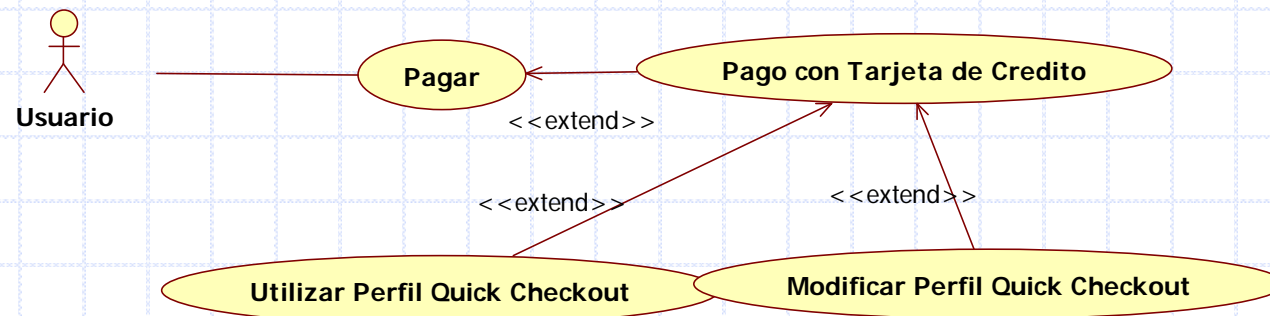 Usuario
Pagar
Pago con Tarjeta de Credito
<<extend>>
<<extend>>
<<extend>>
Utilizar Perfil Quick Checkout
Modificar Perfil Quick Checkout